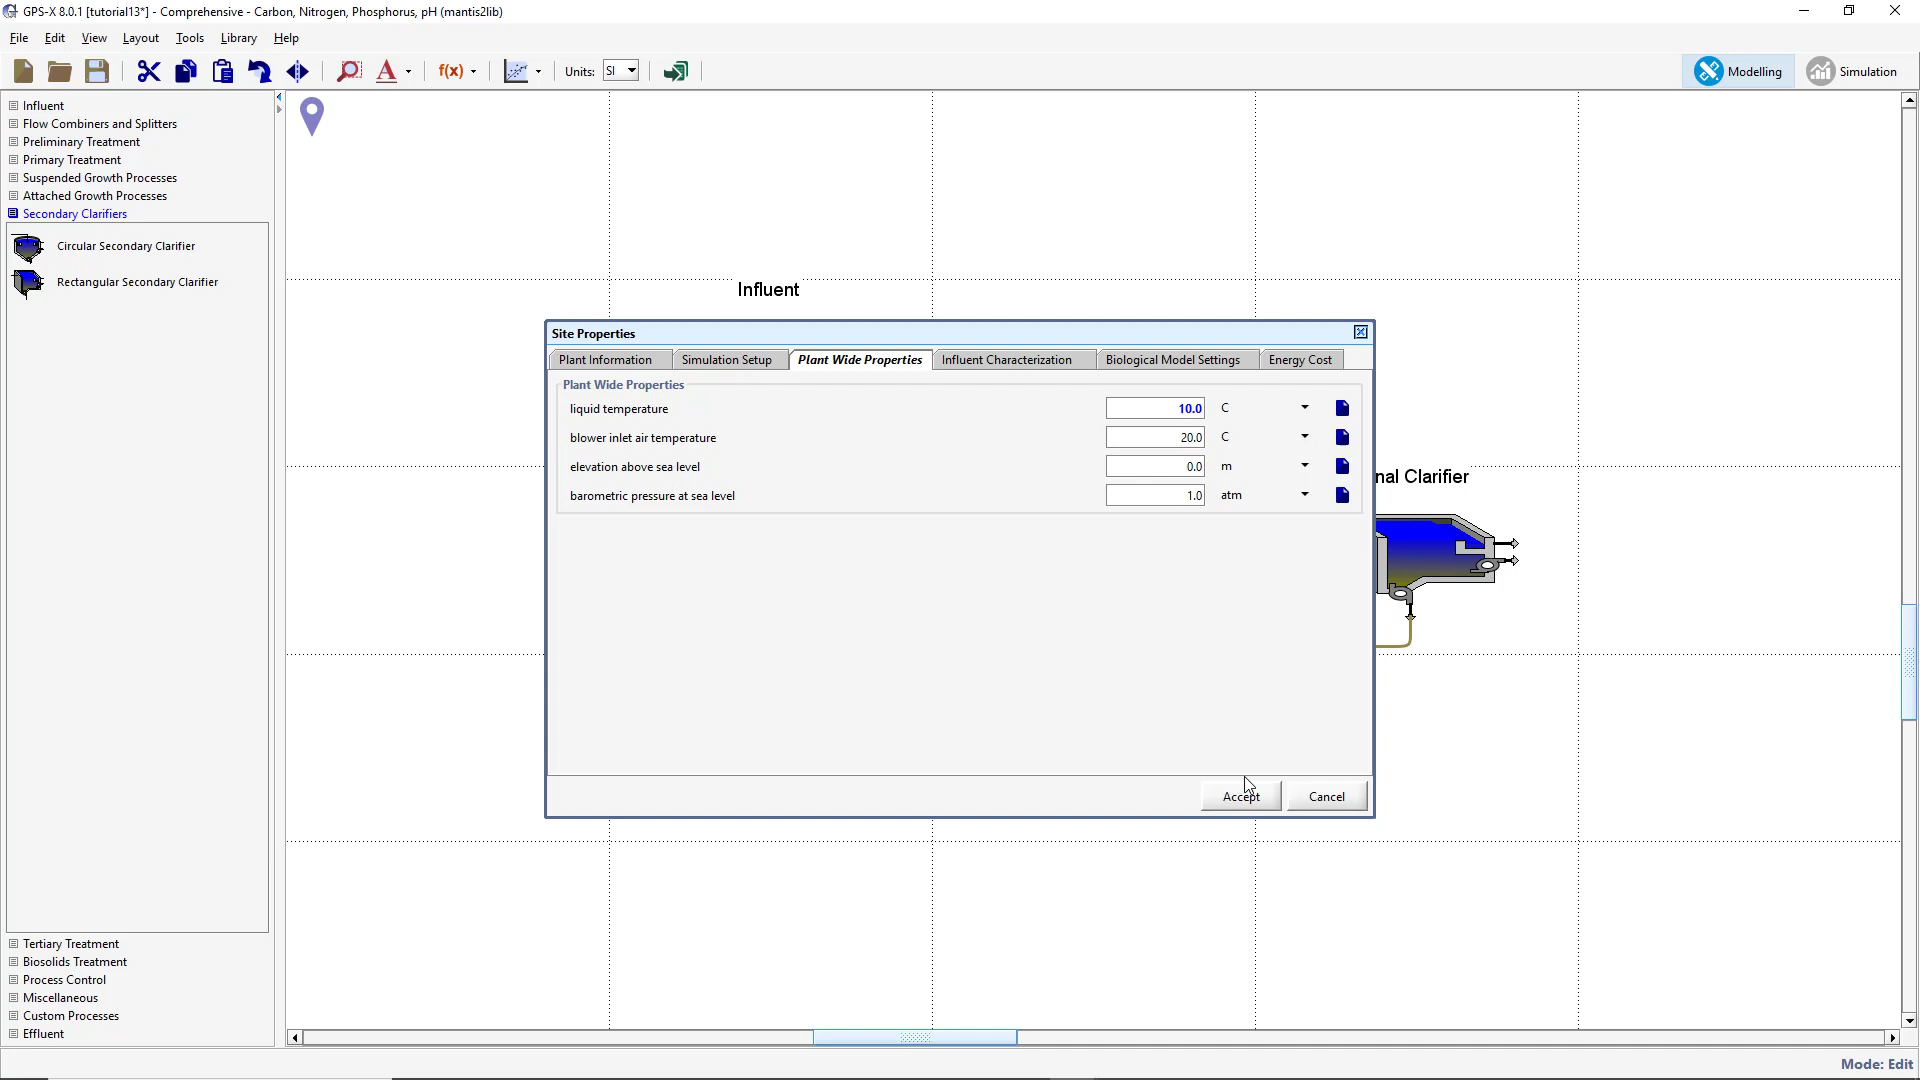 GPS-X 8.0.1 [tutorial13*] - Comprehensive - Carbon, Nitrogen, Phosphorus, pH (mantis2lib)
File Edit View Layout Tools Library Help
A f(x) Units: SI Modelling Simulation
Influent
Flow Combiners and Splitters
Preliminary Treatment
Primary Treatment
Suspended Growth Processes
Attached Growth Processes
Secondary Clarifiers
Circular Secondary Clarifier
Rectangular Secondary Clarifier
Influent
Site Properties
Plant Information Simulation Setup Plant Wide Properties Influent Characterization Biological Model Settings Energy Cost
Plant Wide Properties
liquid temperature 10.0 C
blower inlet air temperature 20.0 C
elevation above sea level 0.0 m
barometric pressure at sea level 1.0 atm
nal Clarifier
Accept Cancel
Tertiary Treatment
Biosolids Treatment
Process Control
Miscellaneous
Custom Processes
Effluent
Mode: Edit